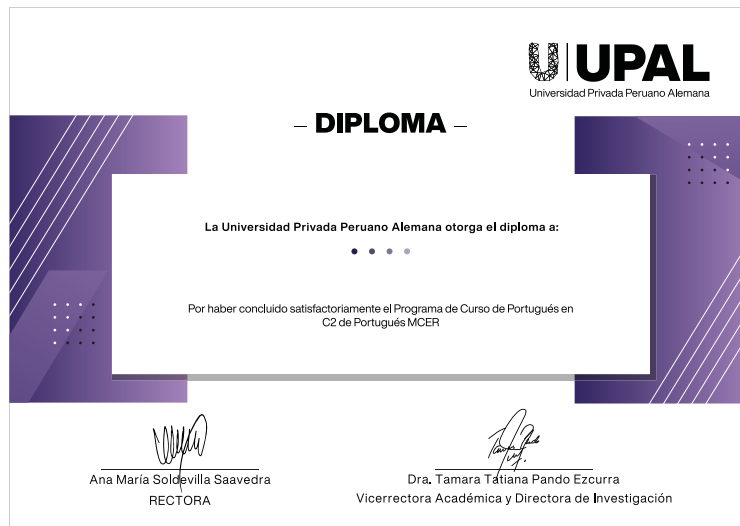 UPAL
Universidad Privada Peruano Alemana
– DIPLOMA –
La Universidad Privada Peruano Alemana otorga el diploma a:
Por haber concluido satisfactoriamente el Programa de Curso de Portugués en
C2 de Portugués MCER
Ana María Soldevilla Saavedra
RECTORA
Dra. Tamara Tatiana Pando Ezcurra
Vicerrectora Académica y Directora de Investigación